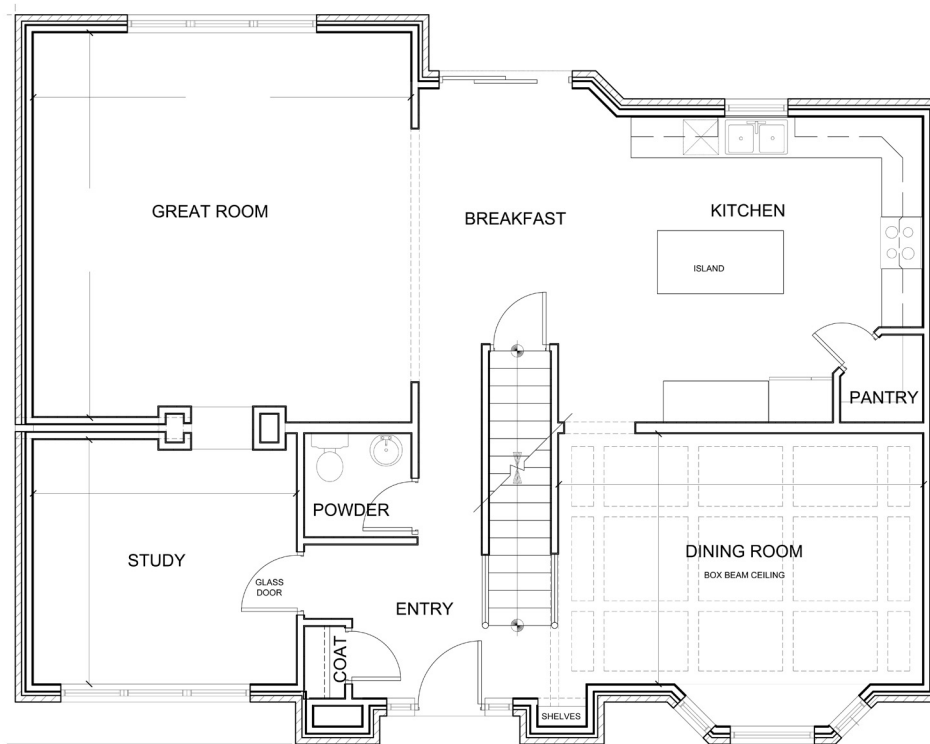 GREAT ROOM
BREAKFAST
KITCHEN
ISLAND
PANTRY
POWDER
STUDY
GLASS
DOOR
ENTRY
COAT
DINING ROOM
BOX BEAM CEILING
SHELVES